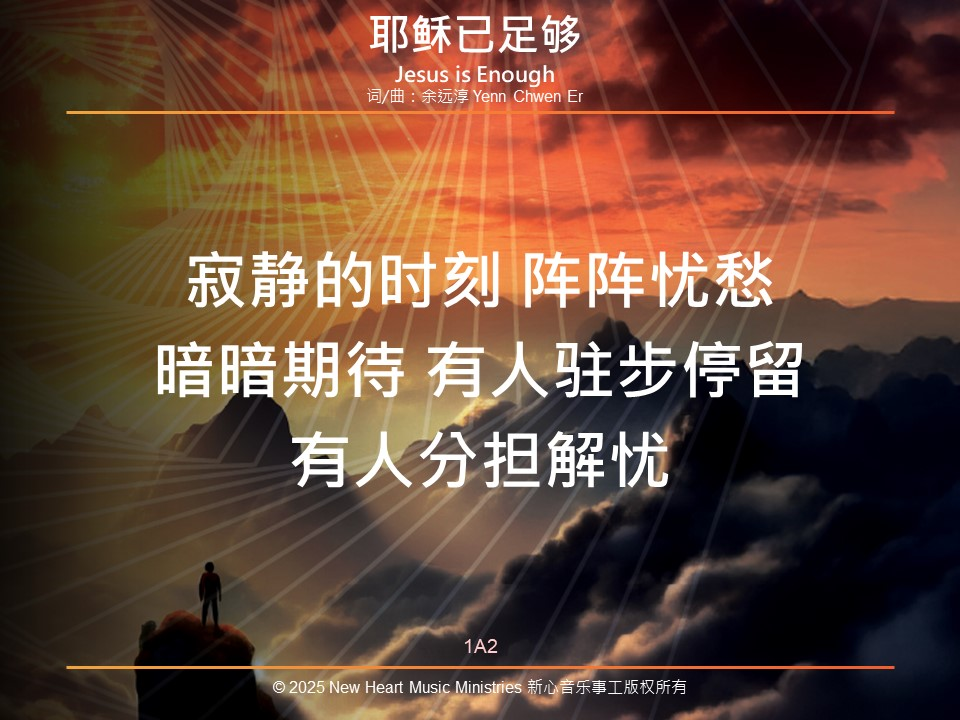 耶稣已足够
Jesus is Enough
词/曲：余远淳 Yenn Chwen Er
寂静的时刻 阵阵忧愁
暗暗期待 有人驻步停留
有人分担解忧
1A2
© 2025 New Heart Music Ministries 新心音乐事工版权所有